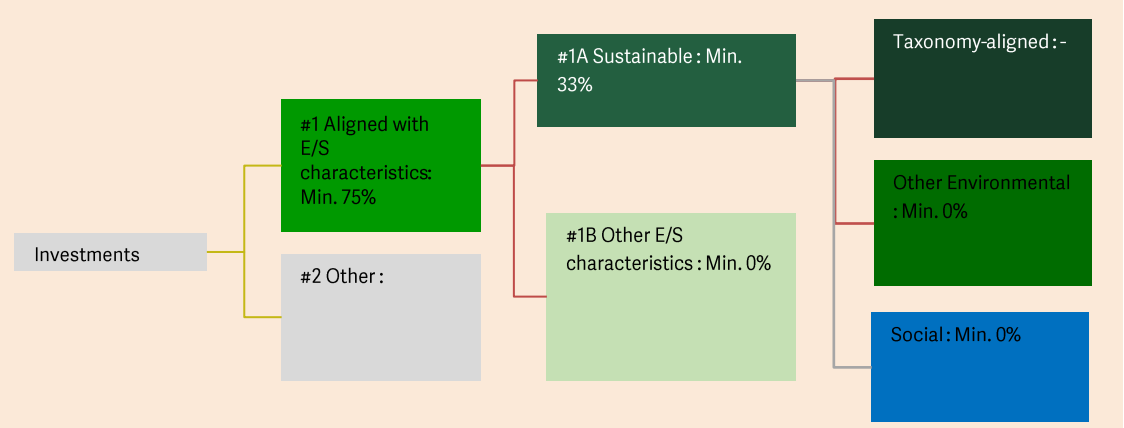 Investments
#1 Aligned with
E/S
characteristics:
Min. 75%
#2 Other :
#1A Sustainable : Min.
33%
#1B Other E/S
characteristics : Min. 0%
Taxonomy-aligned : -
Other Environmental
: Min. 0%
Social : Min. 0%